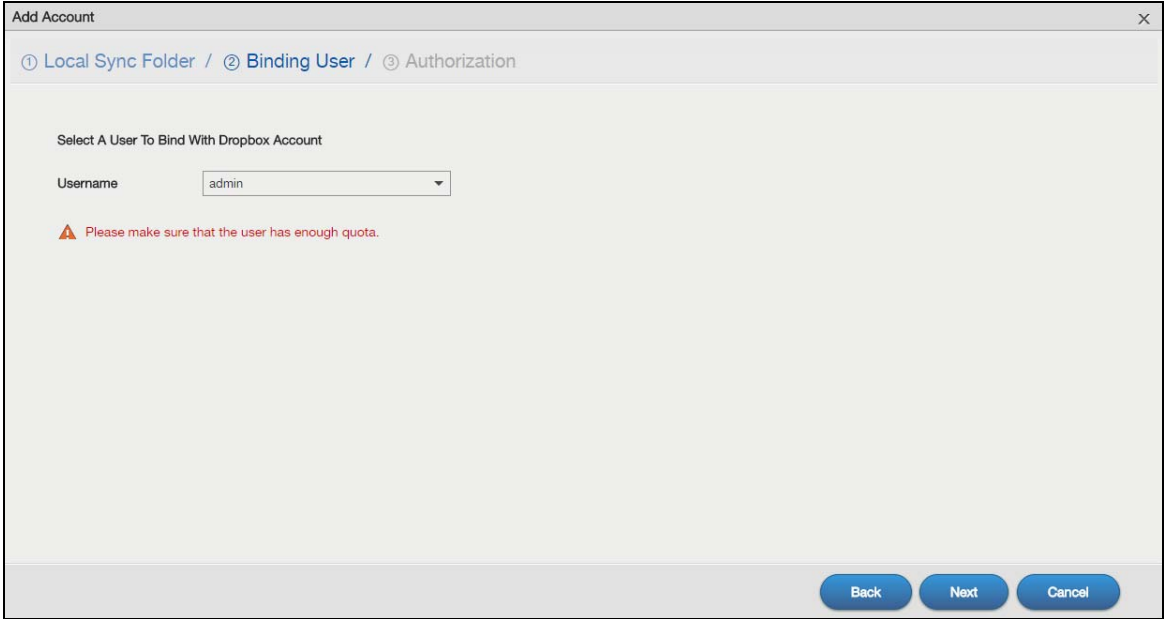 Add Account
① Local Sync Folder / ② Binding User / ③ Authorization
Select A User To Bind With Dropbox Account
Username admin
Please make sure that the user has enough quota.
Back Next Cancel